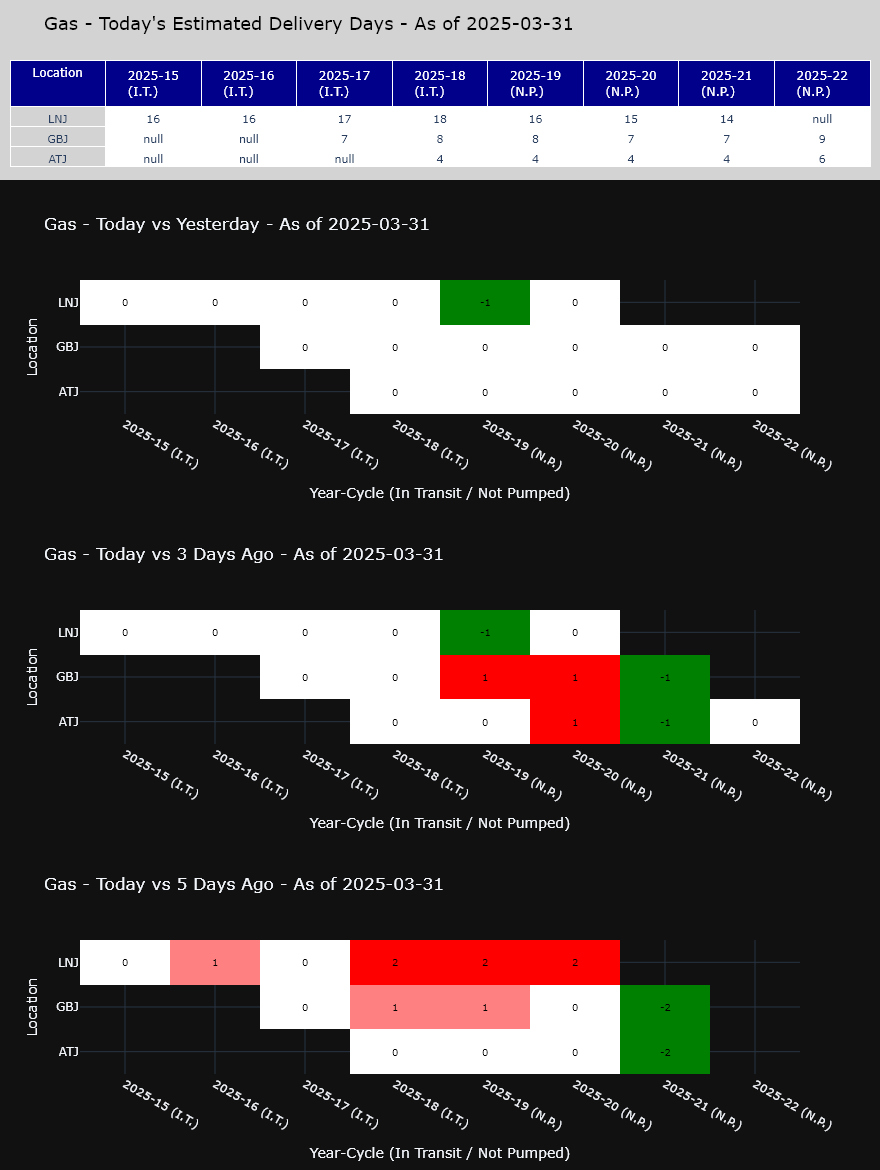 Gas - Today's Estimated Delivery Days - As of 2025-03-31
Location 2025-15 (I.T.) 2025-16 (I.T.) 2025-17 (I.T.) 2025-18 (I.T.) 2025-19 (N.P.) 2025-20 (N.P.) 2025-21 (N.P.) 2025-22 (N.P.)
LNJ 16 16 17 18 16 15 14 null
GBJ null null 7 8 8 7 7 9
ATJ null null null 4 4 4 4 6
Gas - Today vs Yesterday - As of 2025-03-31
Location
LNJ 0 0 0 0 -1 0
GBJ 0 0 0 0 0 0
ATJ 0 0 0 0 0
2025-15 (I.T.) 2025-16 (I.T.) 2025-17 (I.T.) 2025-18 (I.T.) 2025-19 (N.P.) 2025-20 (N.P.) 2025-21 (N.P.) 2025-22 (N.P.)
Year-Cycle (In Transit / Not Pumped)
Gas - Today vs 3 Days Ago - As of 2025-03-31
Location
LNJ 0 0 0 0 -1 0
GBJ 0 0 1 1 -1
ATJ 0 0 1 -1 0
2025-15 (I.T.) 2025-16 (I.T.) 2025-17 (I.T.) 2025-18 (I.T.) 2025-19 (N.P.) 2025-20 (N.P.) 2025-21 (N.P.) 2025-22 (N.P.)
Year-Cycle (In Transit / Not Pumped)
Gas - Today vs 5 Days Ago - As of 2025-03-31
Location
LNJ 0 1 0 2 2 2
GBJ 0 1 1 0 -2
ATJ 0 0 0 -2
2025-15 (I.T.) 2025-16 (I.T.) 2025-17 (I.T.) 2025-18 (I.T.) 2025-19 (N.P.) 2025-20 (N.P.) 2025-21 (N.P.) 2025-22 (N.P.)
Year-Cycle (In Transit / Not Pumped)